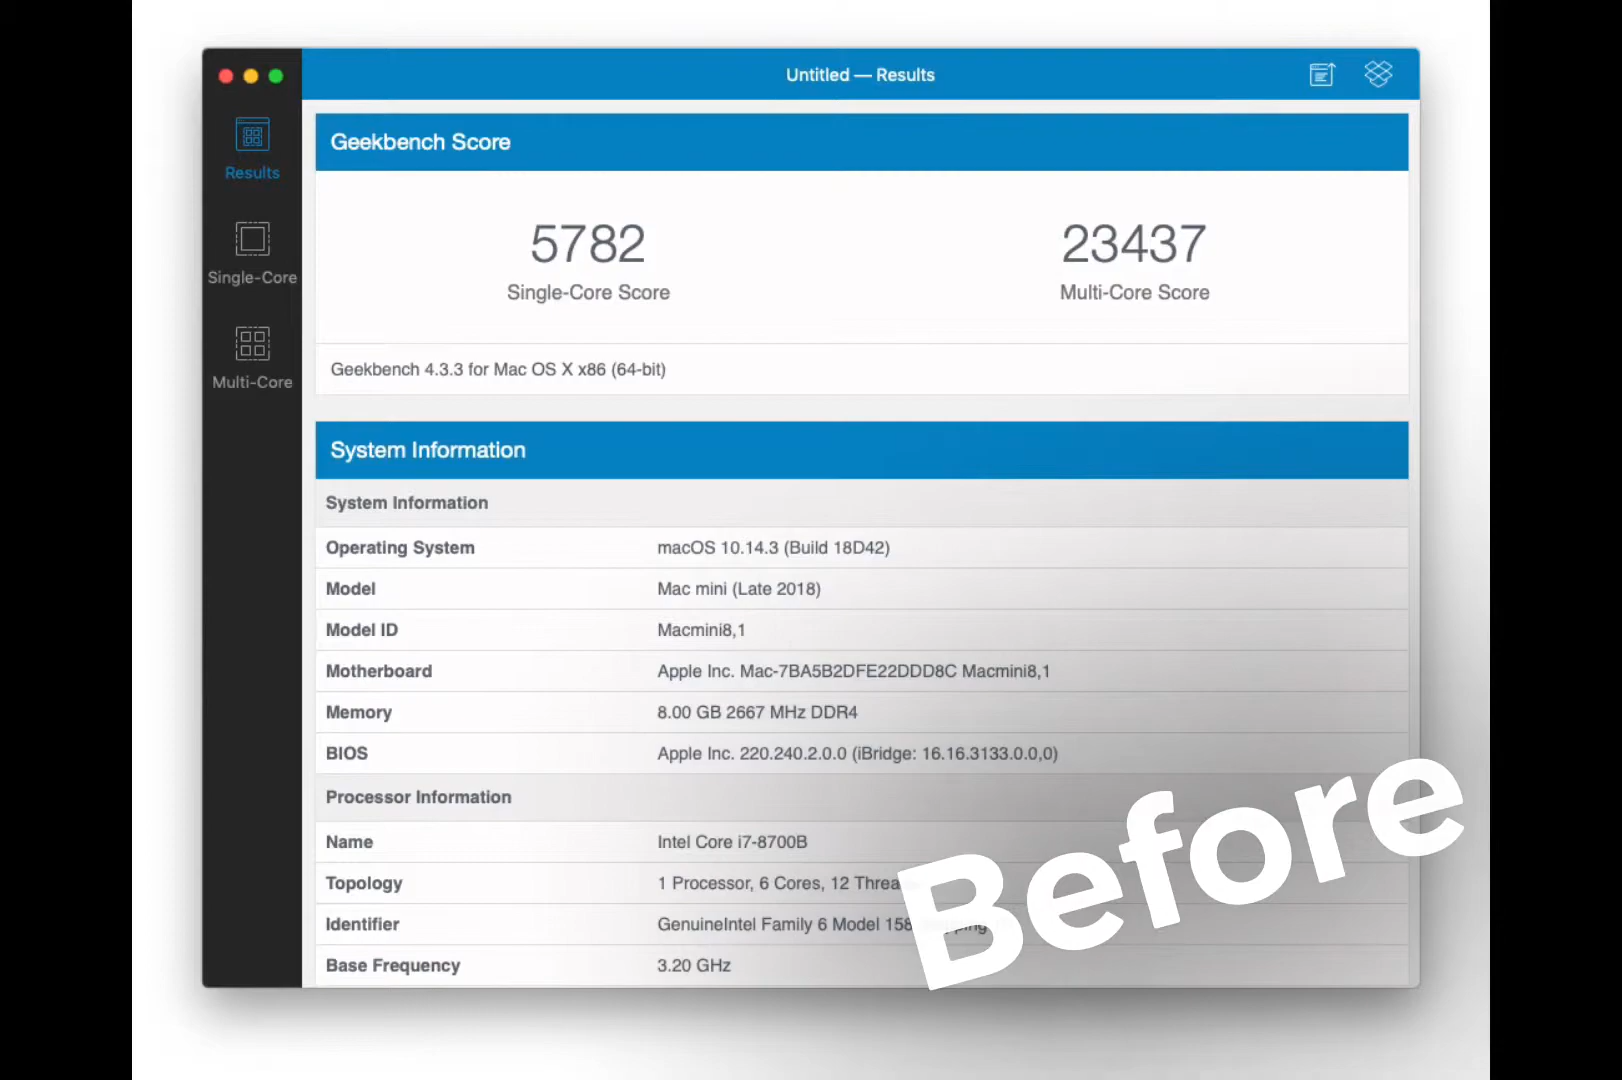 Untitled — Results
Results
Single-Core
Multi-Core
Geekbench Score
5782
Single-Core Score
23437
Multi-Core Score
Geekbench 4.3.3 for Mac OS X x86 (64-bit)
System Information
System Information
Operating System macOS 10.14.3 (Build 18D42)
Model Mac mini (Late 2018)
Model ID Macmini8,1
Motherboard Apple Inc. Mac-7BA5B2DFE22DDD8C Macmini8,1
Memory 8.00 GB 2667 MHz DDR4
BIOS Apple Inc. 220.240.2.0.0 (iBridge: 16.16.3133.0.0,0)
Processor Information
Name Intel Core i7-8700B
Topology 1 Processor, 6 Cores, 12
Identifier GenuineIntel Family 6 Model 158
Base Frequency 3.20 GHz
Before